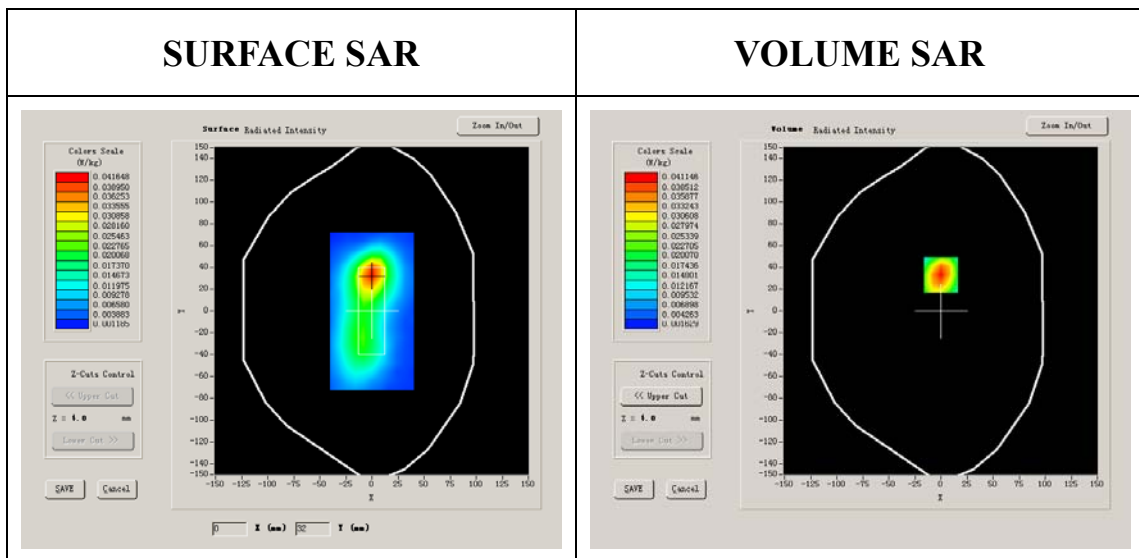 SURFACE SAR
VOLUME SAR
Surface Radiated Intensity
Zoom In/Out
Colors Scale
(W/kg)
0.041648
0.038950
0.036253
0.033555
0.030858
0.028160
0.025463
0.022765
0.020068
0.017370
0.014673
0.011975
0.009278
0.006580
0.003883
0.001185
150
140
120
100
80
60
40
20
0
-20
-40
-60
-80
-100
-120
-140
-150
Y
-150 -125 -100 -75 -50 -25 0 25 50 75 100 125 150
X
Z-Cuts Control
<< Upper Cut
Z = 4.0 mm
Lower Cut >>
SAVE Cancel
0 X (mm) 32 Y (mm)
Volume Radiated Intensity
Zoom In/Out
Colors Scale
(W/kg)
0.041146
0.038512
0.035877
0.033243
0.030608
0.027974
0.025339
0.022705
0.020070
0.017436
0.014801
0.012167
0.009532
0.006898
0.004263
0.001629
150
140
120
100
80
60
40
20
0
-20
-40
-60
-80
-100
-120
-140
-150
Y
-150 -125 -100 -75 -50 -25 0 25 50 75 100 125 150
X
Z-Cuts Control
<< Upper Cut
Z = 4.0 mm
Lower Cut >>
SAVE Cancel